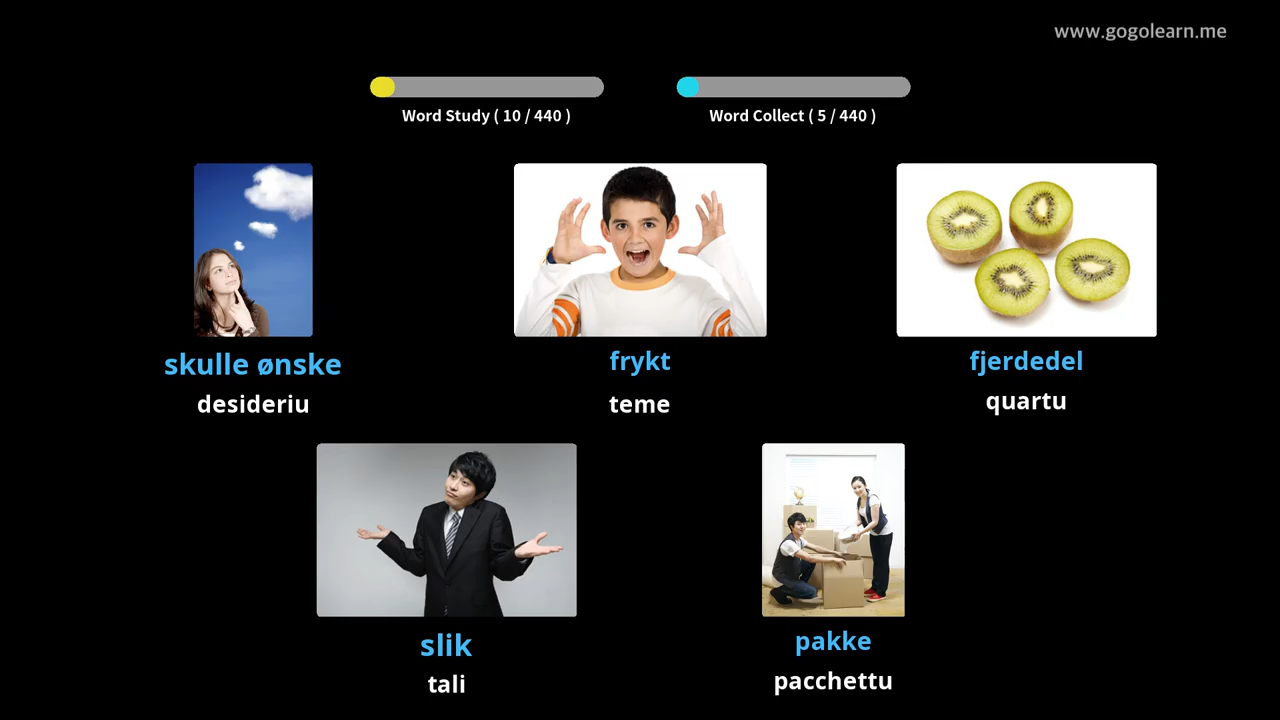 www.gogolearn.me
Word Study ( 10 / 440 )
Word Collect ( 5 / 440 )
skulle ønske
desideriu
frykt
teme
fjerdedel
quartu
slik
tali
pakke
pacchettu